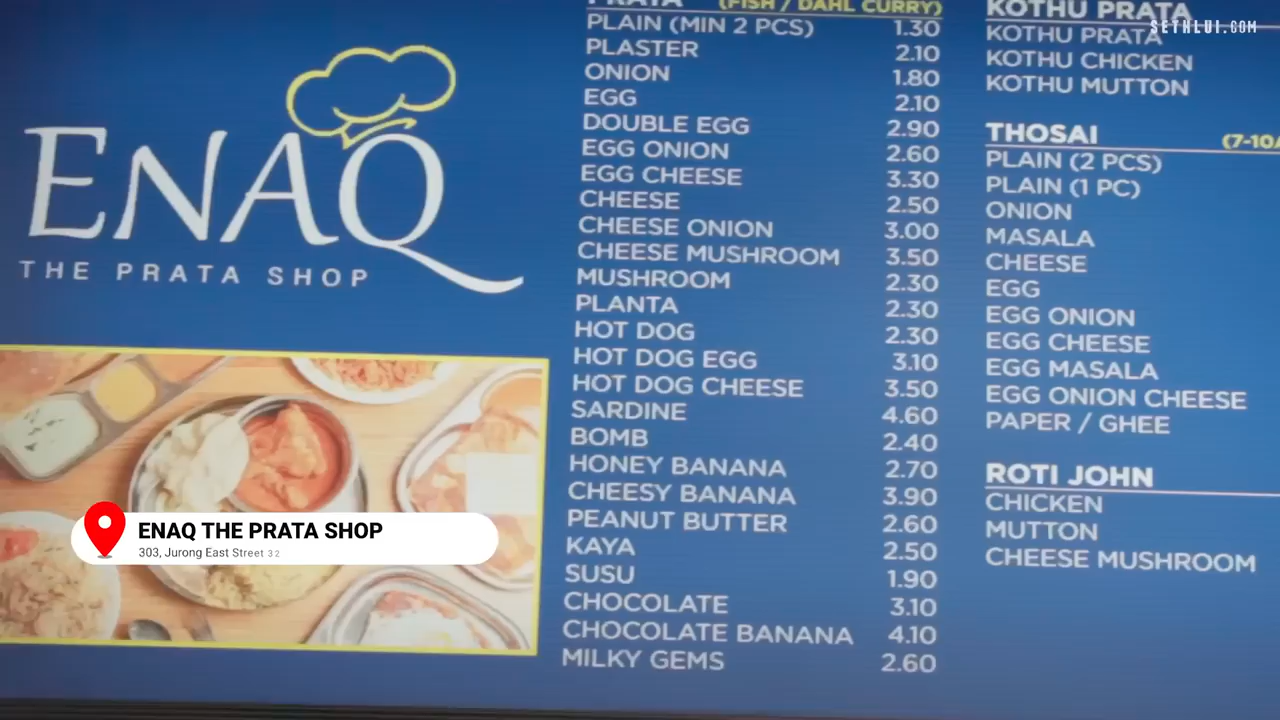 SETHLUI.COM
ENAQ
THE PRATA SHOP
ENAQ THE PRATA SHOP
303, Jurong East Street 32
PRATA (FISH / DAHL CURRY)
PLAIN (MIN 2 PCS) 1.30
PLASTER 2.10
ONION 1.80
EGG 2.10
DOUBLE EGG 2.90
EGG ONION 2.60
EGG CHEESE 3.30
CHEESE 2.50
CHEESE ONION 3.00
CHEESE MUSHROOM 3.50
MUSHROOM 2.30
PLANTA 2.30
HOT DOG 2.30
HOT DOG EGG 3.10
HOT DOG CHEESE 3.50
SARDINE 4.60
BOMB 2.40
HONEY BANANA 2.70
CHEESY BANANA 3.90
PEANUT BUTTER 2.60
KAYA 2.50
SUSU 1.90
CHOCOLATE 3.10
CHOCOLATE BANANA 4.10
MILKY GEMS 2.60
KOTHU PRATA
KOTHU PRATA
KOTHU CHICKEN
KOTHU MUTTON
THOSAI (7-10A
PLAIN (2 PCS)
PLAIN (1 PC)
ONION
MASALA
CHEESE
EGG
EGG ONION
EGG CHEESE
EGG MASALA
EGG ONION CHEESE
PAPER / GHEE
ROTI JOHN
CHICKEN
MUTTON
CHEESE MUSHROOM